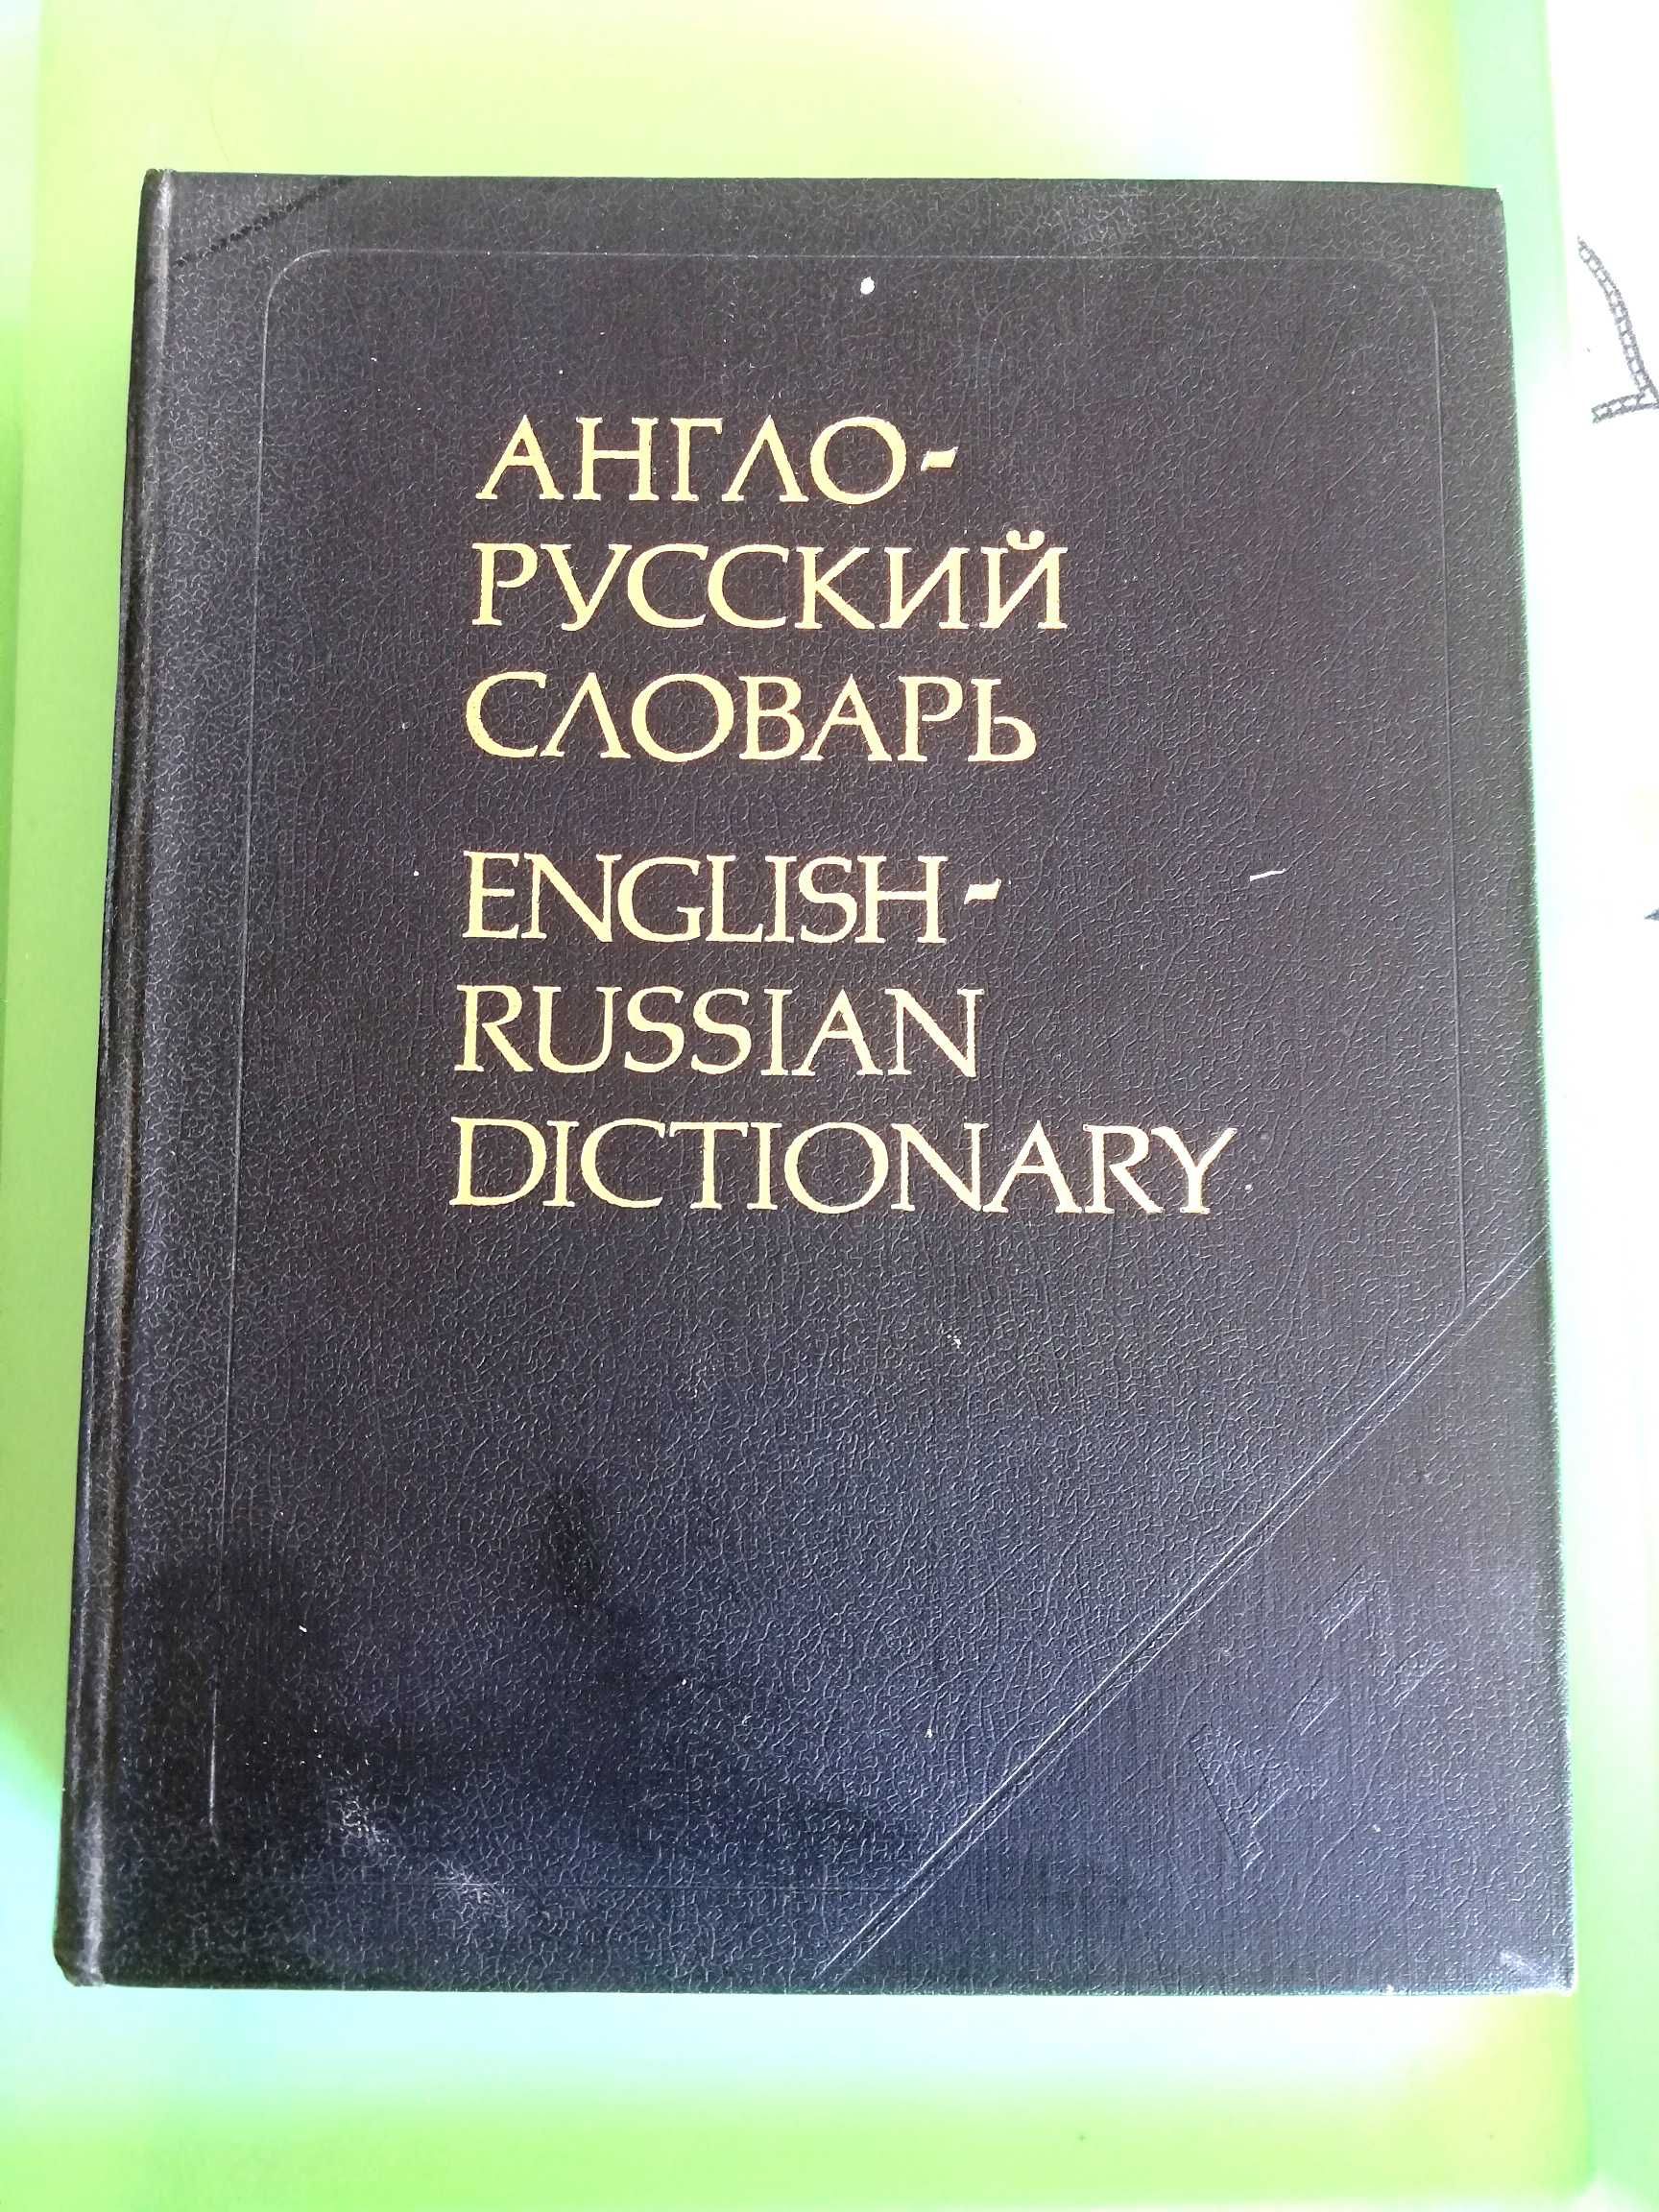 АНГЛО-
РУССКИЙ
СЛОВАРЬ
ENGLISH-
RUSSIAN
DICTIONARY